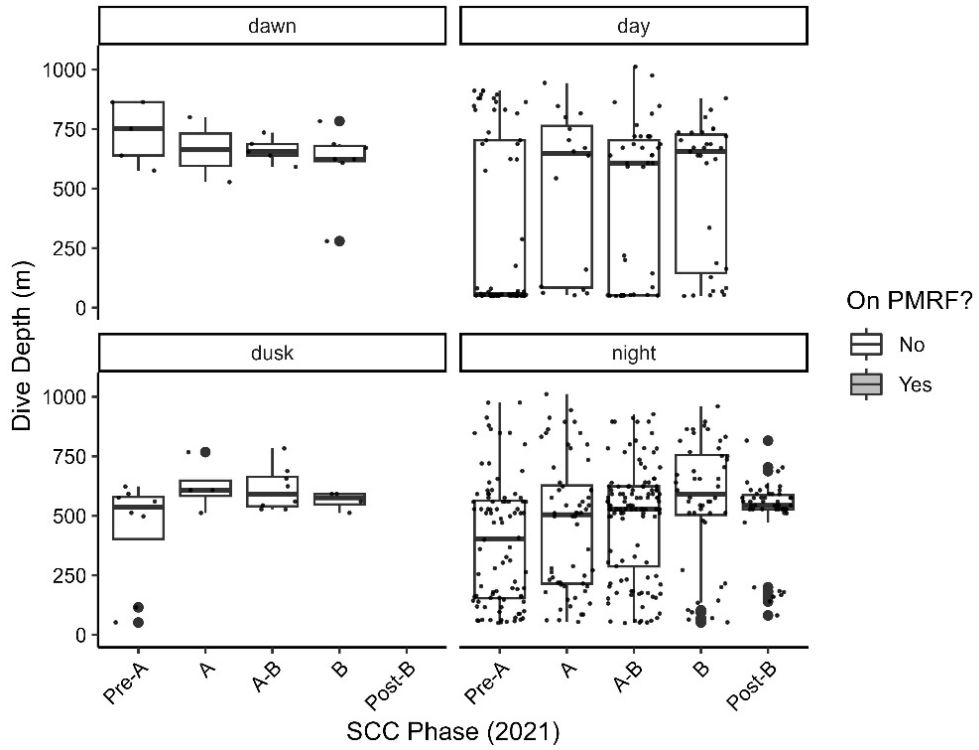 dawn
day
1000
750
500
250
0
dusk
night
1000
750
500
250
0
Dive Depth (m)
Pre-A
A
A-B
B
Post-B
Pre-A
A
A-B
B
Post-B
SCC Phase (2021)
On PMRF?
No
Yes